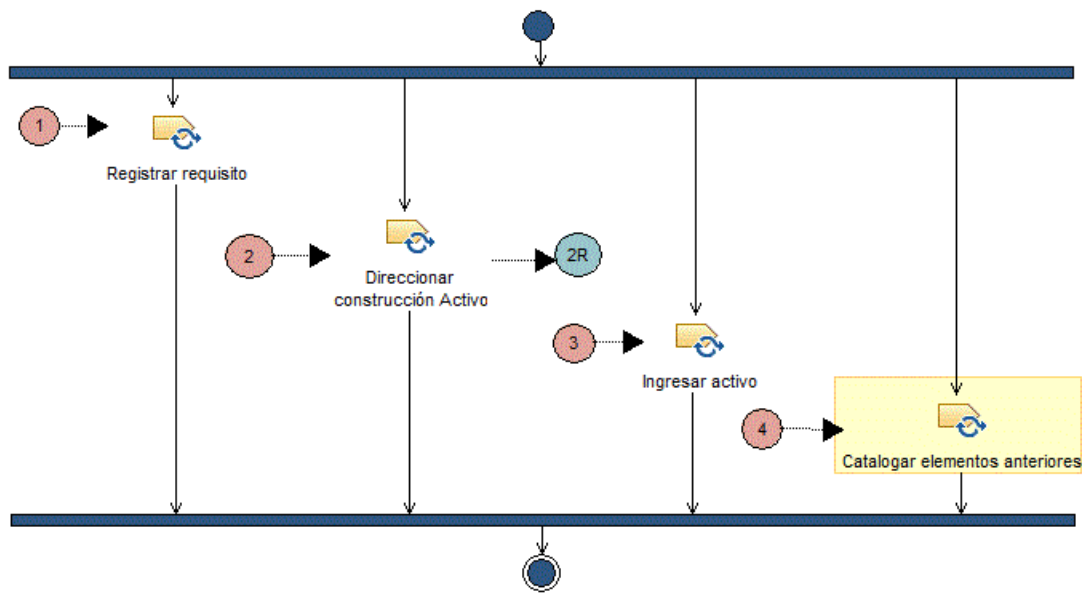 1
Registrar requisito
2
2R
Direccionar
construcción Activo
3
Ingresar activo
4
Catalogar elementos anteriores